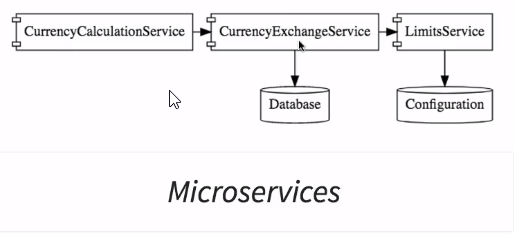 CurrencyCalculationService CurrencyExchangeService LimitsService
Database Configuration
Microservices